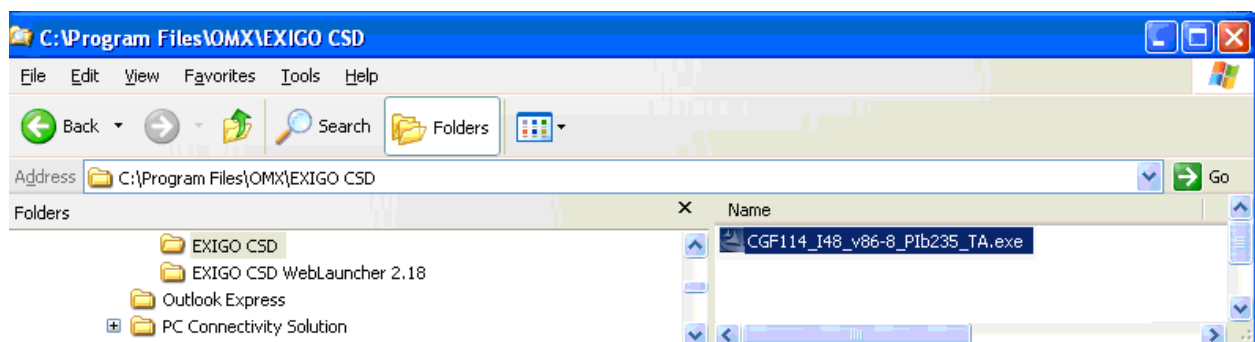 C:\Program Files\OMX\EXIGO CSD
File Edit View Favorites Tools Help
Back Search Folders
Address C:\Program Files\OMX\EXIGO CSD Go
Folders X Name
EXIGO CSD CGF114_I48_v86-8_PIb235_TA.exe
EXIGO CSD WebLauncher 2.18
Outlook Express
PC Connectivity Solution